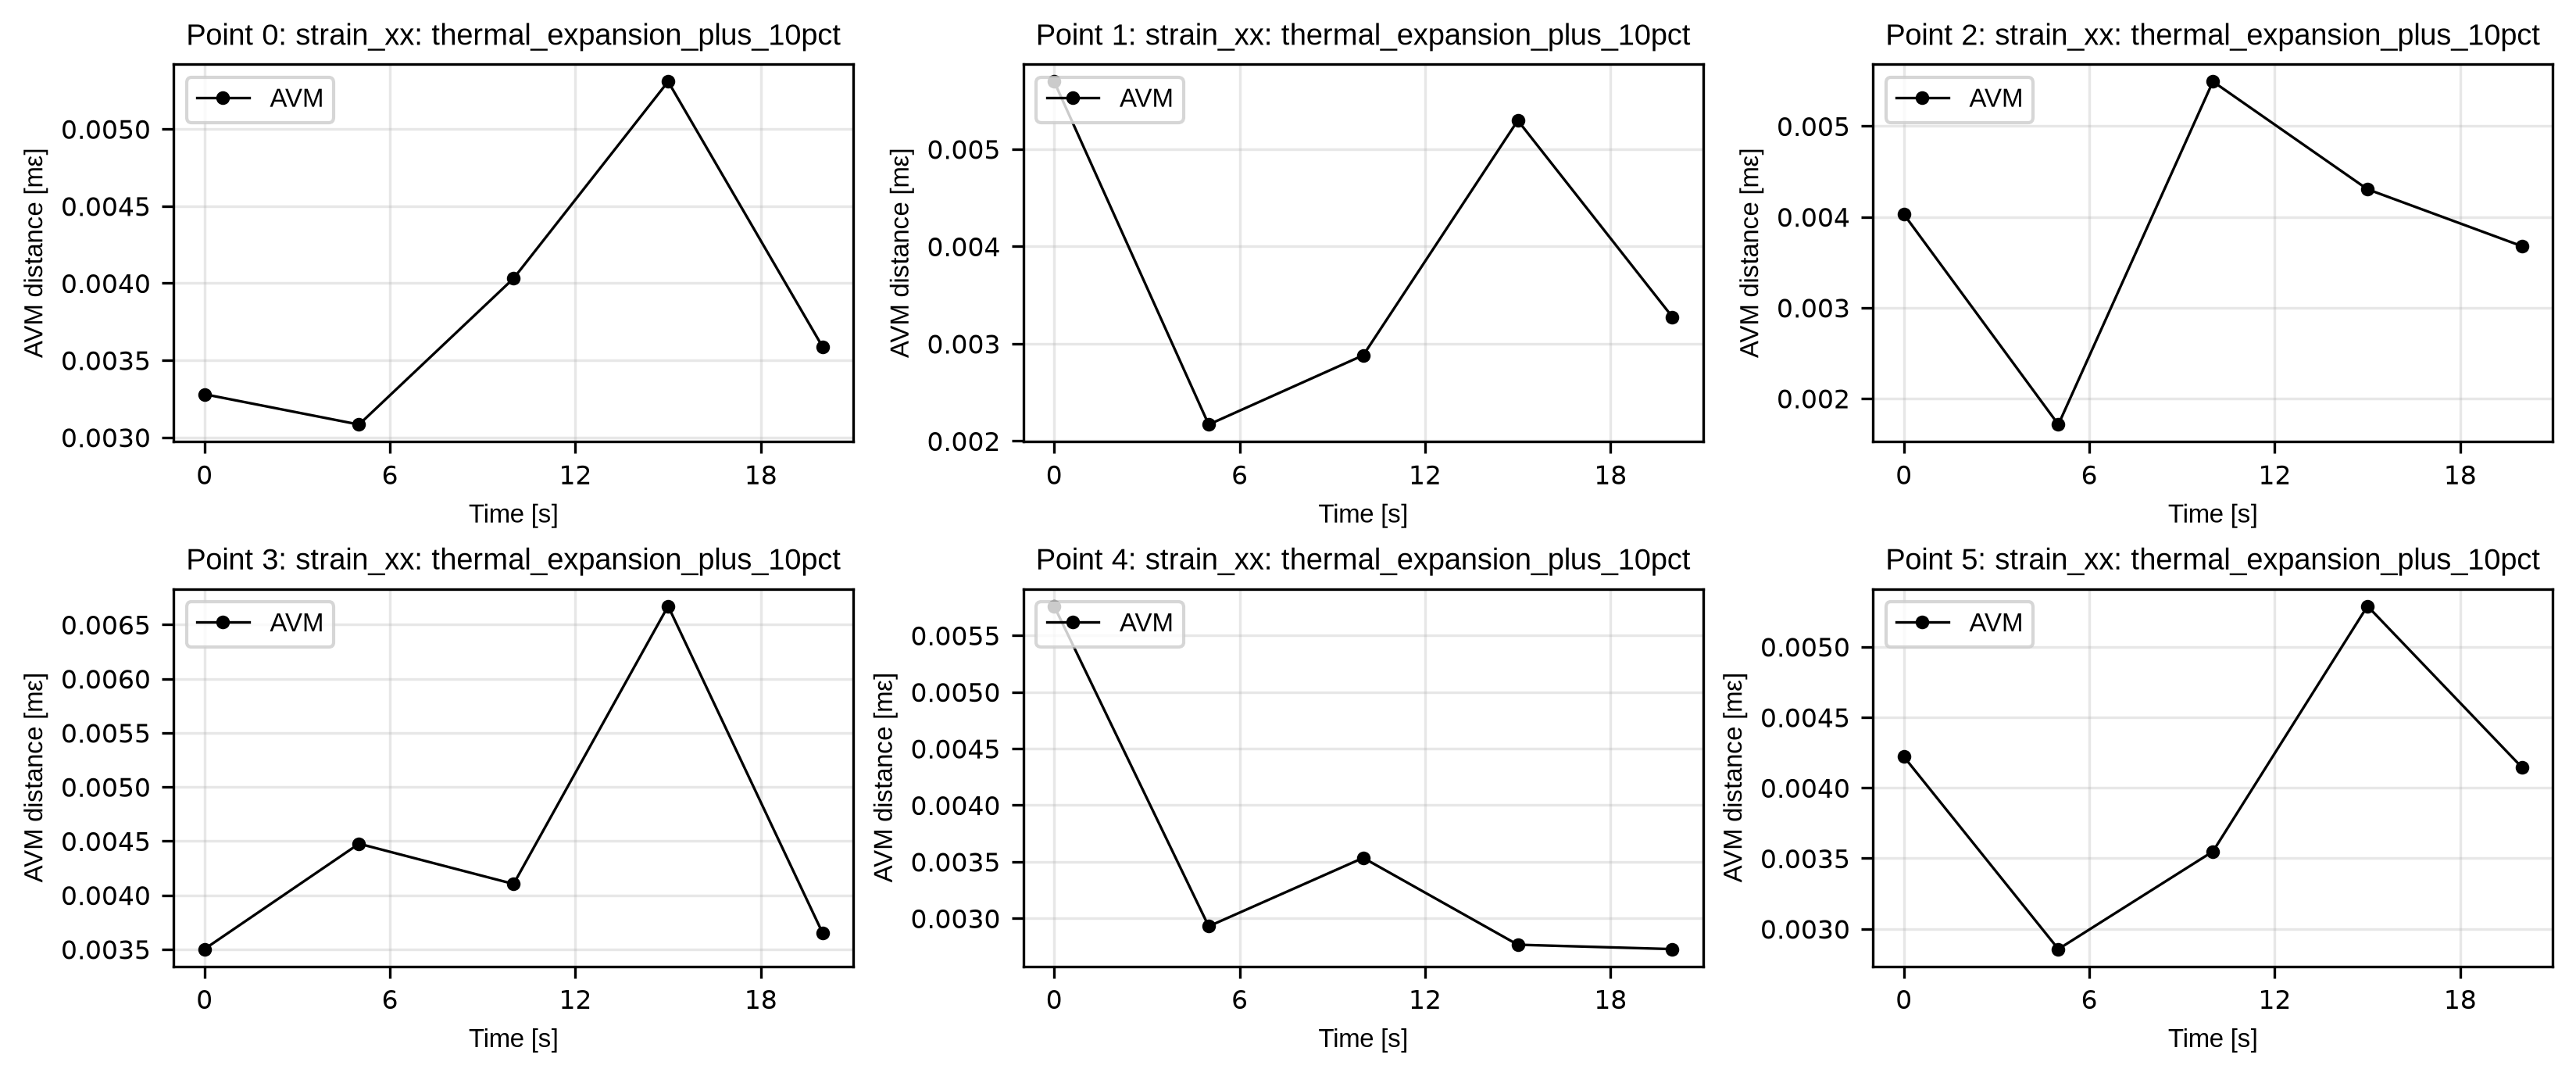 Point 0: strain_xx: thermal_expansion_plus_10pct
AVM
AVM distance [mε]
0.0050
0.0045
0.0040
0.0035
0.0030
0 6 12 18
Time [s]
Point 1: strain_xx: thermal_expansion_plus_10pct
AVM
AVM distance [mε]
0.005
0.004
0.003
0.002
0 6 12 18
Time [s]
Point 2: strain_xx: thermal_expansion_plus_10pct
AVM
AVM distance [mε]
0.005
0.004
0.003
0.002
0 6 12 18
Time [s]
Point 3: strain_xx: thermal_expansion_plus_10pct
AVM
AVM distance [mε]
0.0065
0.0060
0.0055
0.0050
0.0045
0.0040
0.0035
0 6 12 18
Time [s]
Point 4: strain_xx: thermal_expansion_plus_10pct
AVM
AVM distance [mε]
0.0055
0.0050
0.0045
0.0040
0.0035
0.0030
0 6 12 18
Time [s]
Point 5: strain_xx: thermal_expansion_plus_10pct
AVM
AVM distance [mε]
0.0050
0.0045
0.0040
0.0035
0.0030
0 6 12 18
Time [s]